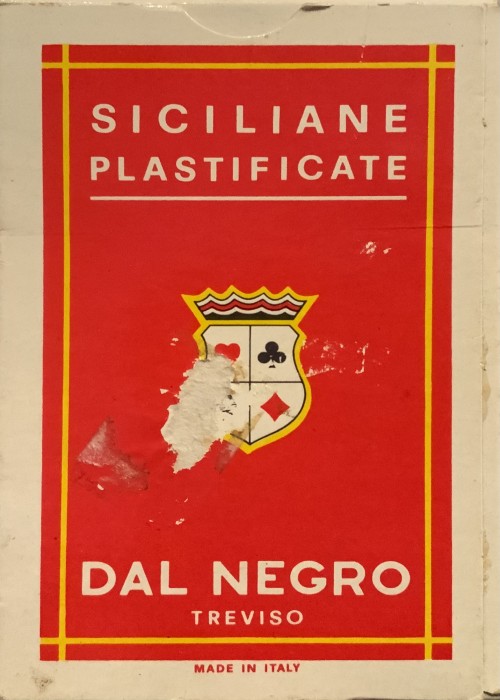 SICILIANE
PLASTIFICATE
DAL NEGRO
TREVISO
MADE IN ITALY